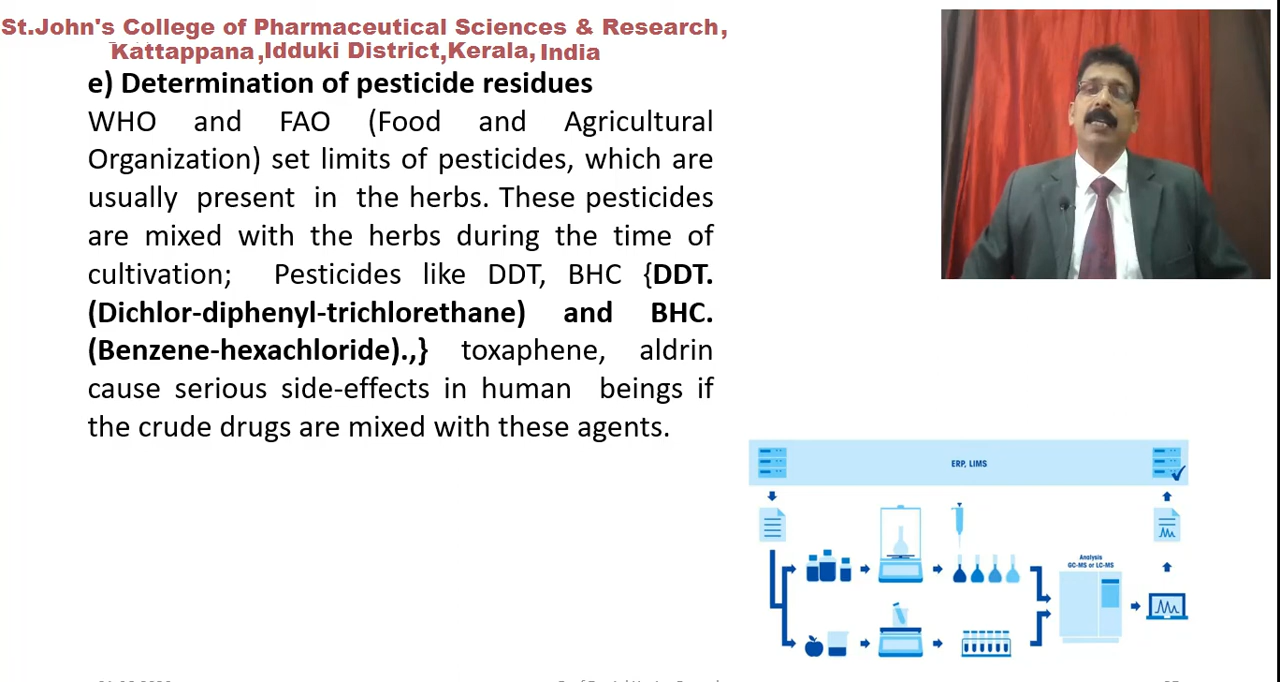 St.John's College of Pharmaceutical Sciences & Research,
Kattappana,Idduki District,Kerala, India
e) Determination of pesticide residues
WHO and FAO (Food and Agricultural
Organization) set limits of pesticides, which are
usually present in the herbs. These pesticides
are mixed with the herbs during the time of
cultivation; Pesticides like DDT, BHC {DDT.
(Dichlor-diphenyl-trichlorethane) and BHC.
(Benzene-hexachloride).,} toxaphene, aldrin
cause serious side-effects in human beings if
the crude drugs are mixed with these agents.
ERP, LIMS
Analysis
GC-MS or LC-MS